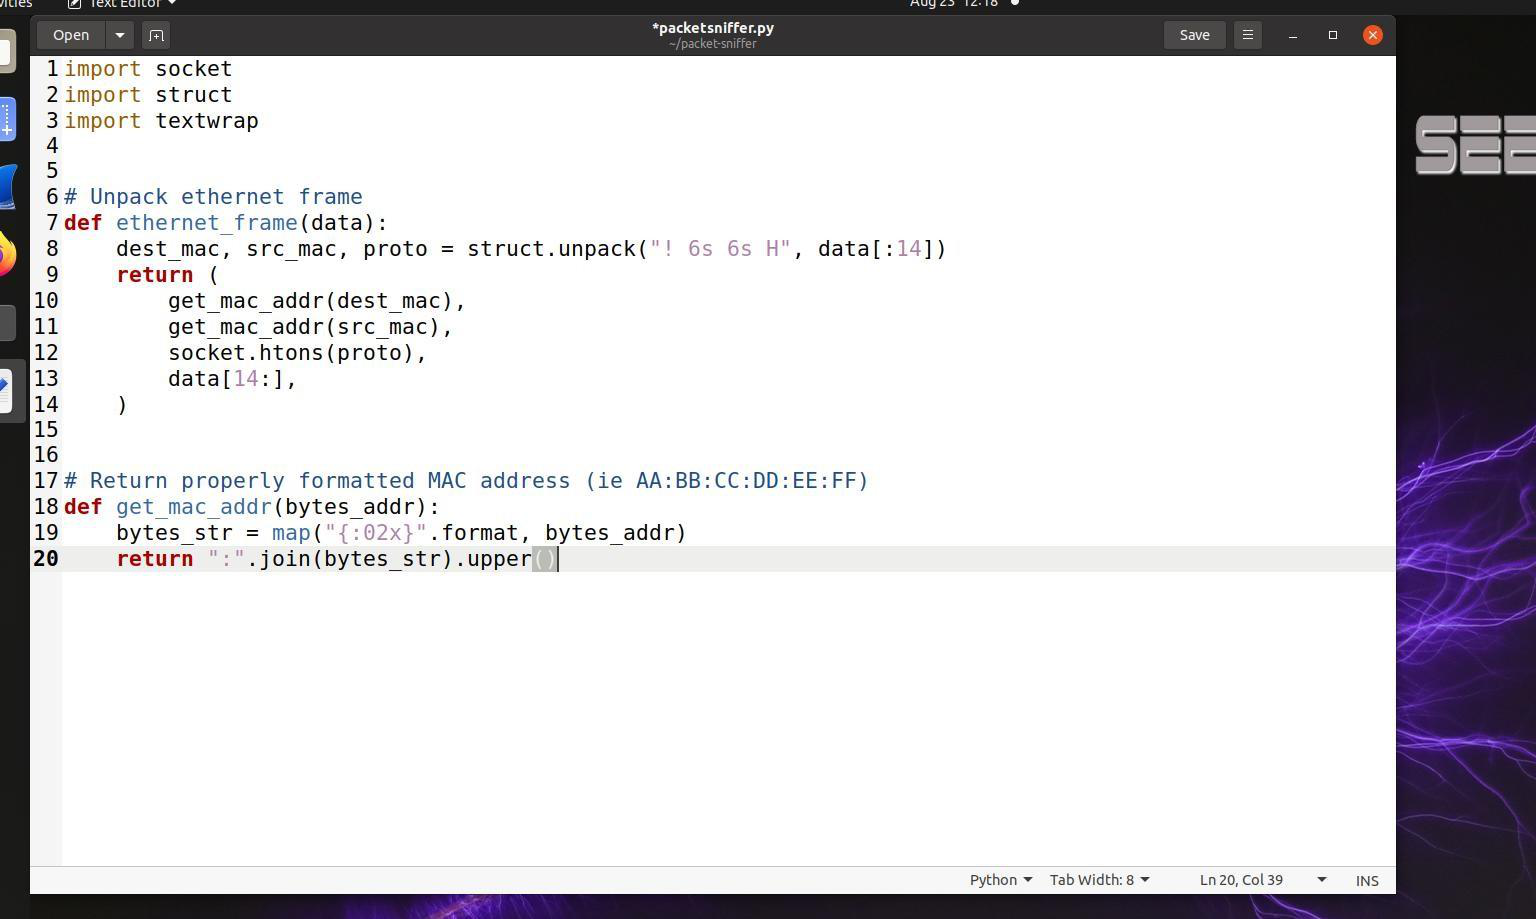 Text Editor
Aug 23 12:18
Open
*packetsniffer.py
~/packet-sniffer
Save
1 import socket
2 import struct
3 import textwrap
4
5
6 # Unpack ethernet frame
7 def ethernet_frame(data):
8     dest_mac, src_mac, proto = struct.unpack("! 6s 6s H", data[:14])
9     return (
10         get_mac_addr(dest_mac),
11         get_mac_addr(src_mac),
12         socket.htons(proto),
13         data[14:],
14     )
15
16
17 # Return properly formatted MAC address (ie AA:BB:CC:DD:EE:FF)
18 def get_mac_addr(bytes_addr):
19     bytes_str = map("{:02x}".format, bytes_addr)
20     return ":".join(bytes_str).upper()
Python
Tab Width: 8
Ln 20, Col 39
INS